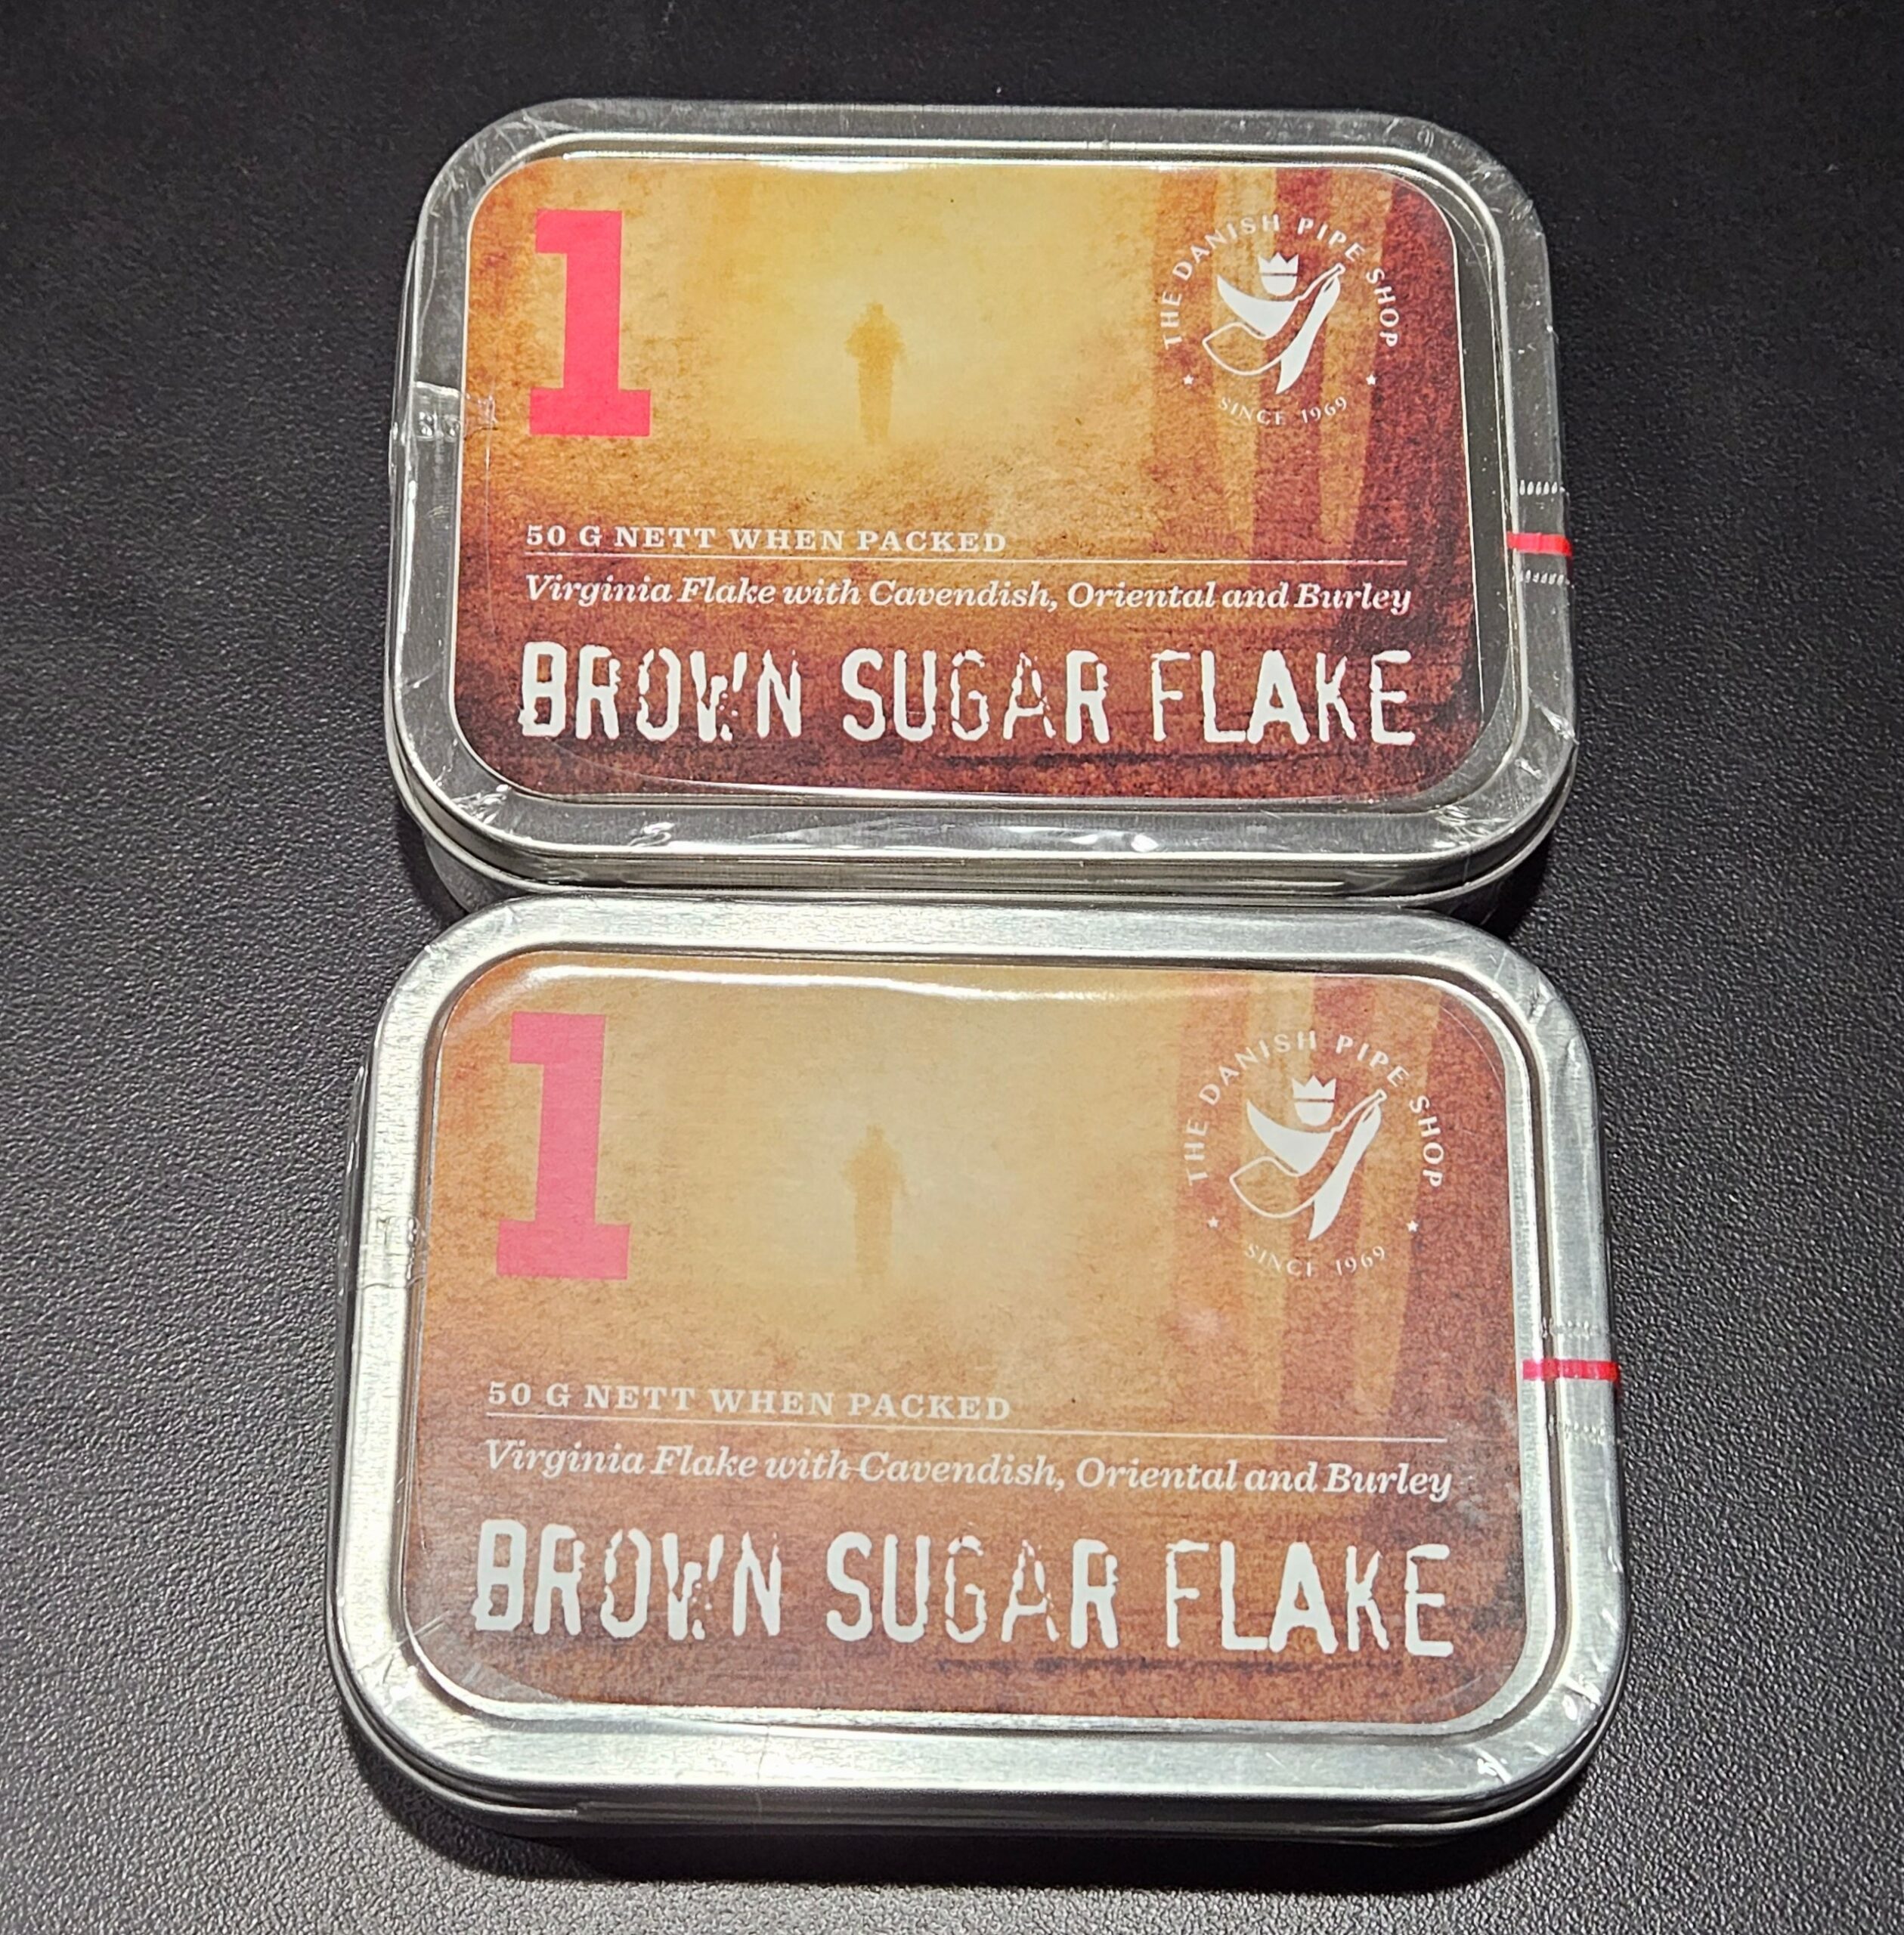 1
THE DANISH PIPE SHOP
SINCE 1969
50 G NETT WHEN PACKED
Virginia Flake with Cavendish, Oriental and Burley
BROWN SUGAR FLAKE
1
THE DANISH PIPE SHOP
SINCE 1969
50 G NETT WHEN PACKED
Virginia Flake with Cavendish, Oriental and Burley
BROWN SUGAR FLAKE